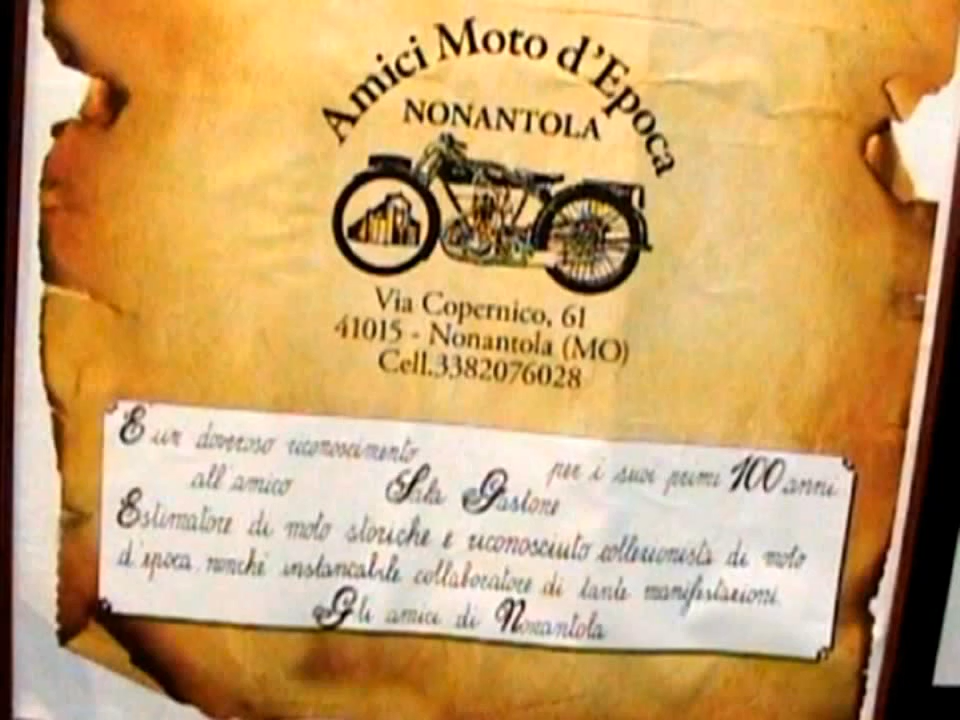 Amici Moto d'Epoca
NONANTOLA
Via Copernico, 61
41015 - Nonantola (MO)
Cell.3382076028
E un doveroso riconoscimento per i suoi primi 100 anni
all'amico Sala Gastone
Estimatore di moto storiche e riconosciuto collezionista di moto
d'epoca nonché instancabile collaboratore di tante manifestazioni.
Gli amici di Nonantola